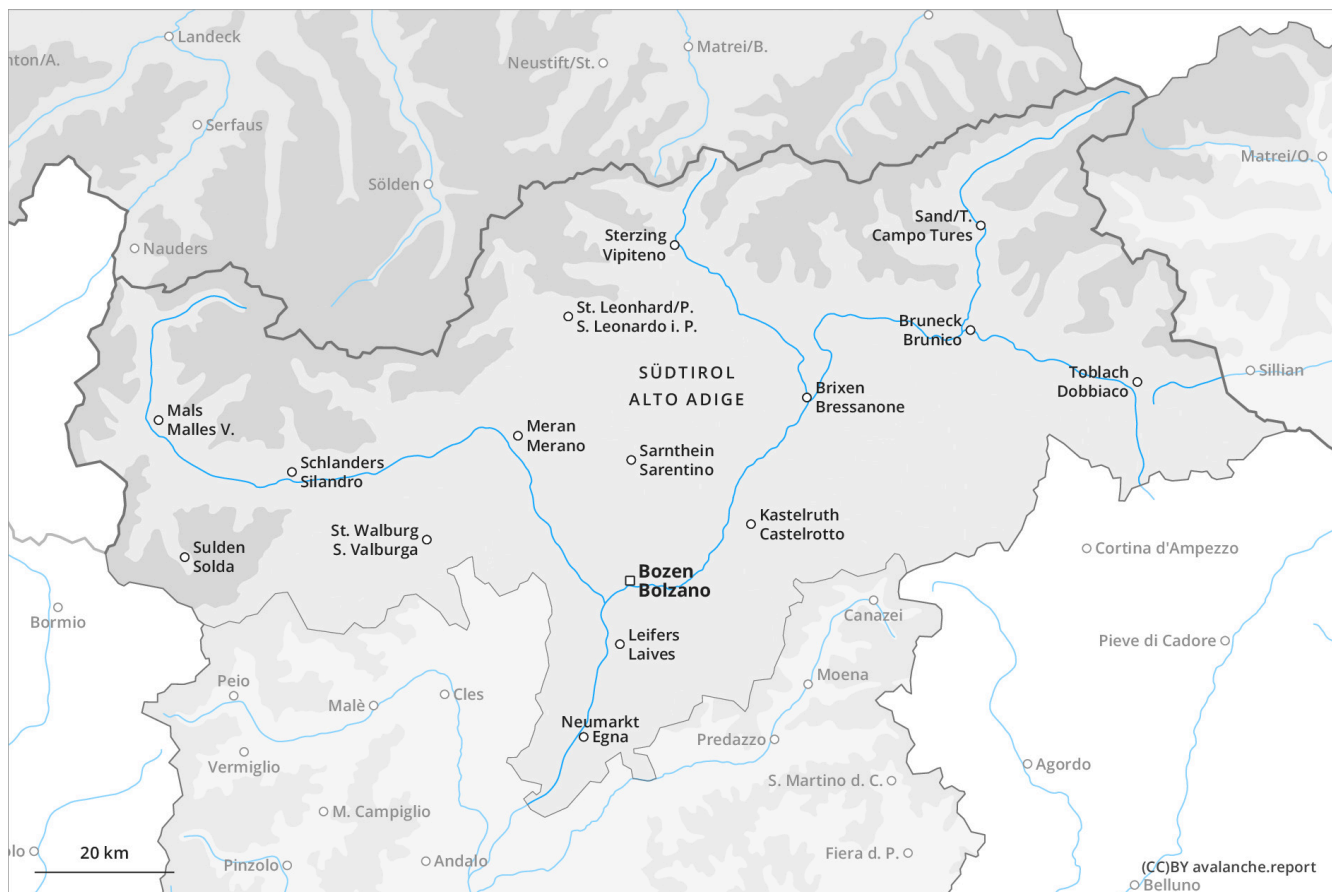 Landeck
nton/A.
Matrei/B.
Neustift/St.
Serfaus
Matrei/O.
Sölden
Sand/T.
Campo Tures
Sterzing
Vipiteno
Nauders
St. Leonhard/P.
S. Leonardo i. P.
Bruneck
Brunico
SÜDTIROL
ALTO ADIGE
Toblach
Dobbiaco
Sillian
Brixen
Bressanone
Mals
Malles V.
Meran
Merano
Sarnthein
Sarentino
Schlanders
Silandro
Kastelruth
Castelrotto
St. Walburg
S. Valburga
Sulden
Solda
Cortina d'Ampezzo
Bozen
Bolzano
Bormio
Canazei
Leifers
Laives
Pieve di Cadore
Peio
Moena
Malè
Cles
Neumarkt
Egna
Predazzo
Vermiglio
Agordo
S. Martino d. C.
M. Campiglio
olo
20 km
Pinzolo
Andalo
Fiera d. P.
(CC)BY avalanche.report
Belluno